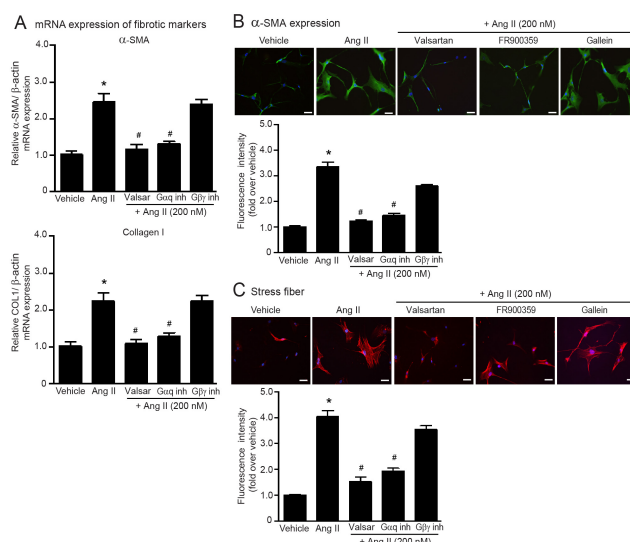 A mRNA expression of fibrotic markers
α-SMA
Relative α-SMA/ β-actin
mRNA expression
4.0
3.0
2.0
1.0
0
*
#
#
Vehicle
Ang II
Valsar
Gαq inh
Gβγ inh
+ Ang II (200 nM)
Collagen I
Relative COL1/ β-actin
mRNA expression
4.0
3.0
2.0
1.0
0
*
#
#
Vehicle
Ang II
Valsar
Gαq inh
Gβγ inh
+ Ang II (200 nM)
B α-SMA expression
+ Ang II (200 nM)
Vehicle
Ang II
Valsartan
FR900359
Gallein
Fluorescence intensity
(fold over vehicle)
5.0
4.0
3.0
2.0
1.0
0
*
#
#
Vehicle
Ang II
Valsar
Gαq inh
Gβγ inh
+ Ang II (200 nM)
C Stress fiber
+ Ang II (200 nM)
Vehicle
Ang II
Valsartan
FR900359
Gallein
Fluorescence intensity
(fold over vehicle)
5.0
4.0
3.0
2.0
1.0
0
*
#
#
Vehicle
Ang II
Valsar
Gαq inh
Gβγ inh
+ Ang II (200 nM)